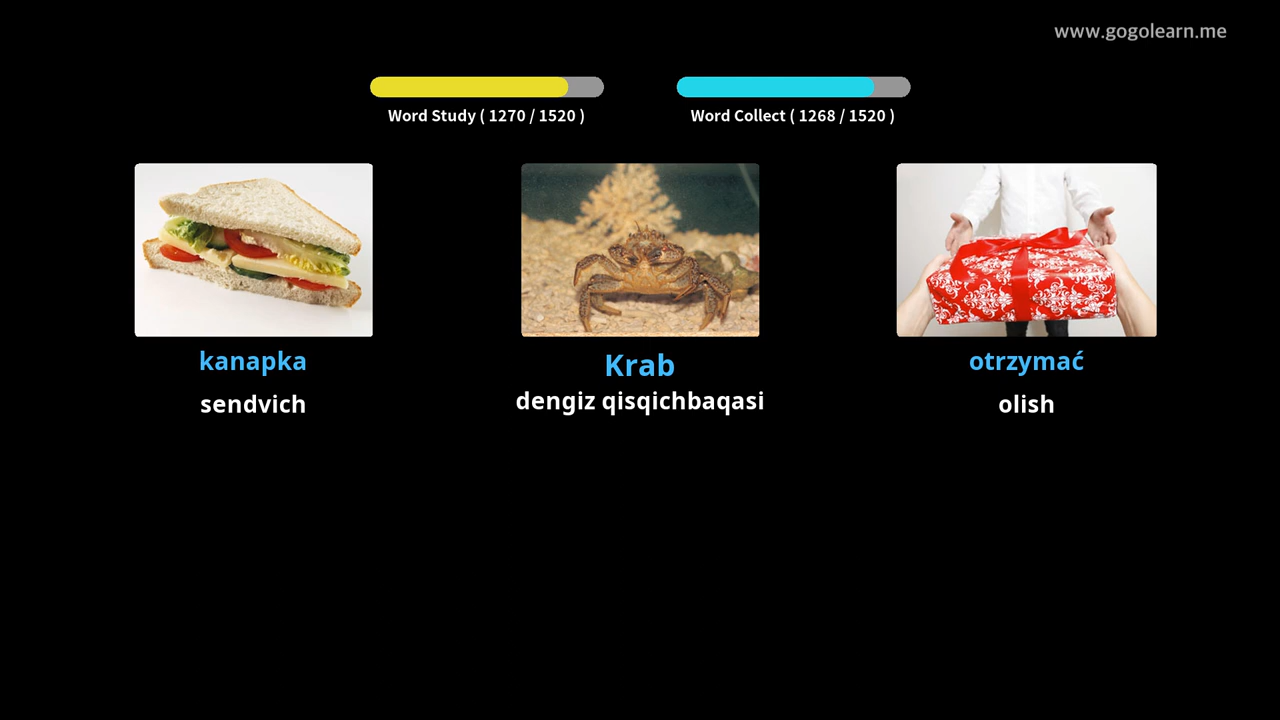 www.gogolearn.me
Word Study ( 1270 / 1520 )
Word Collect ( 1268 / 1520 )
kanapka
sendvich
Krab
dengiz qisqichbaqasi
otrzymać
olish